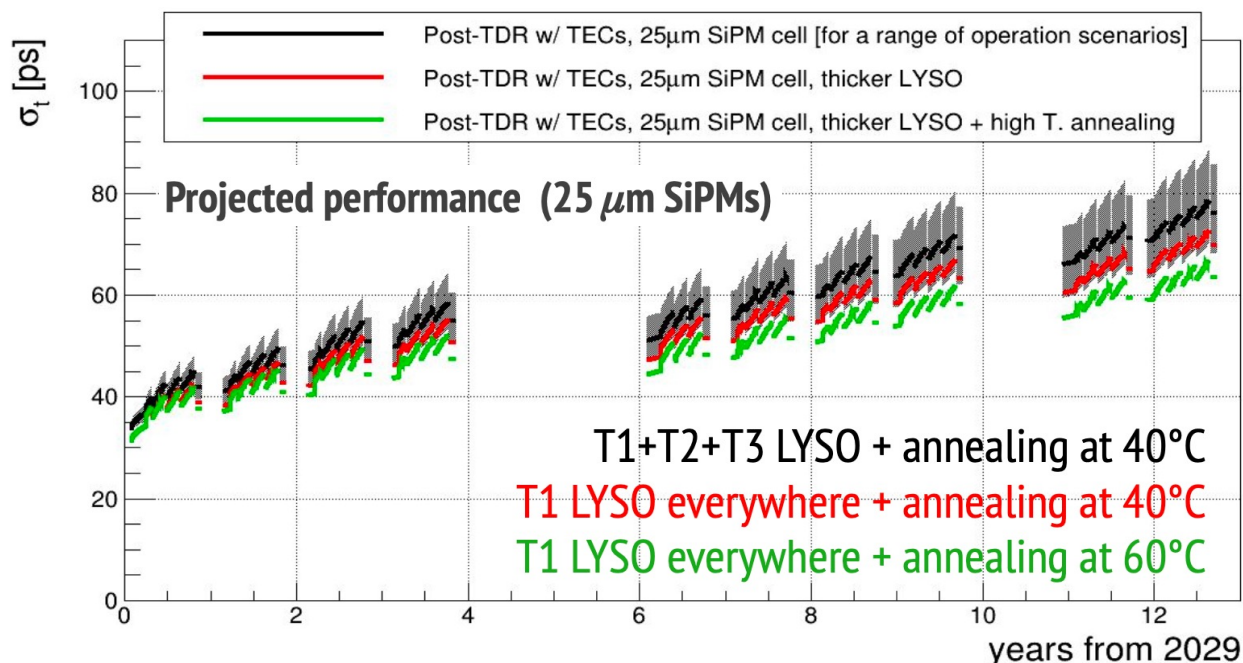 Post-TDR w/ TECs, 25μm SiPM cell [for a range of operation scenarios]
Post-TDR w/ TECs, 25μm SiPM cell, thicker LYSO
Post-TDR w/ TECs, 25μm SiPM cell, thicker LYSO + high T. annealing
σt [ps]
100
80
60
40
20
0
Projected performance (25 μm SiPMs)
T1+T2+T3 LYSO + annealing at 40°C
T1 LYSO everywhere + annealing at 40°C
T1 LYSO everywhere + annealing at 60°C
0 2 4 6 8 10 12
years from 2029